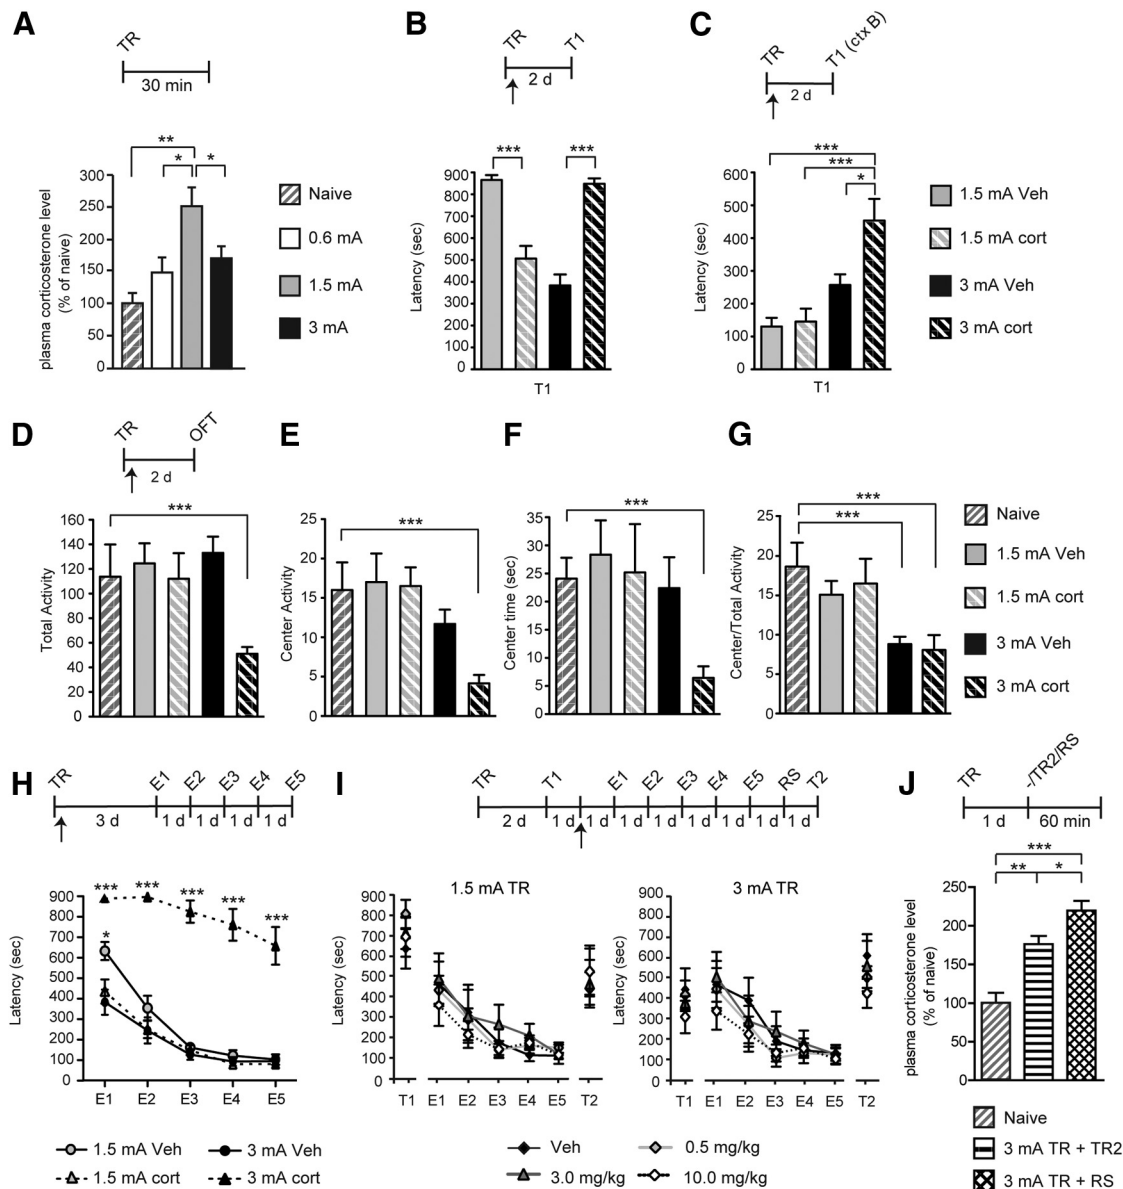 A
TR
30 min
**
*
*
plasma corticosterone level
(% of naive)
300
250
200
150
100
50
0
Naive
0.6 mA
1.5 mA
3 mA
B
TR
T1
2 d
***
***
Latency (sec)
900
800
700
600
500
400
300
200
100
0
T1
C
TR
T1 (ctx B)
2 d
***
***
*
Latency (sec)
600
500
400
300
200
100
0
T1
1.5 mA Veh
1.5 mA cort
3 mA Veh
3 mA cort
D
TR
OFT
2 d
***
Total Activity
160
140
120
100
80
60
40
20
0
E
***
Center Activity
25
20
15
10
5
0
F
***
Center time (sec)
35
30
25
20
15
10
5
0
G
***
***
Center/Total Activity
25
20
15
10
5
0
Naive
1.5 mA Veh
1.5 mA cort
3 mA Veh
3 mA cort
H
TR
E1
E2
E3
E4
E5
3 d
1 d
1 d
1 d
1 d
***
***
***
***
***
*
Latency (sec)
900
800
700
600
500
400
300
200
100
0
E1
E2
E3
E4
E5
1.5 mA Veh
3 mA Veh
1.5 mA cort
3 mA cort
I
TR
T1
E1
E2
E3
E4
E5
RS
T2
2 d
1 d
1 d
1 d
1 d
1 d
1 d
1 d
1 d
1.5 mA TR
Latency (sec)
900
800
700
600
500
400
300
200
100
0
T1
E1
E2
E3
E4
E5
T2
3 mA TR
Latency (sec)
900
800
700
600
500
400
300
200
100
0
T1
E1
E2
E3
E4
E5
T2
Veh
0.5 mg/kg
3.0 mg/kg
10.0 mg/kg
J
TR
-/TR2/RS
1 d
60 min
***
**
*
plasma corticosterone level
(% of naive)
250
200
150
100
50
0
Naive
3 mA TR + TR2
3 mA TR + RS